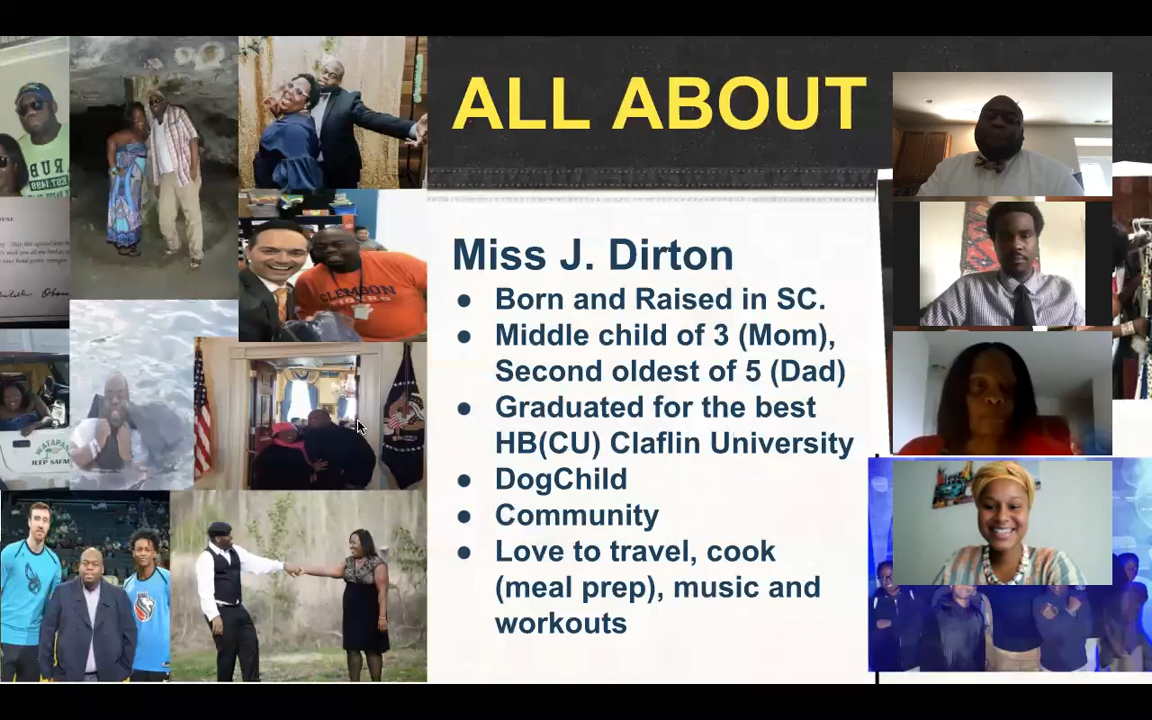 ALL ABOUT
Miss J. Dirton
● Born and Raised in SC.
● Middle child of 3 (Mom),
Second oldest of 5 (Dad)
● Graduated for the best
HB(CU) Claflin University
● DogChild
● Community
● Love to travel, cook
(meal prep), music and
workouts
CLEMSON
JEEP SAFARI